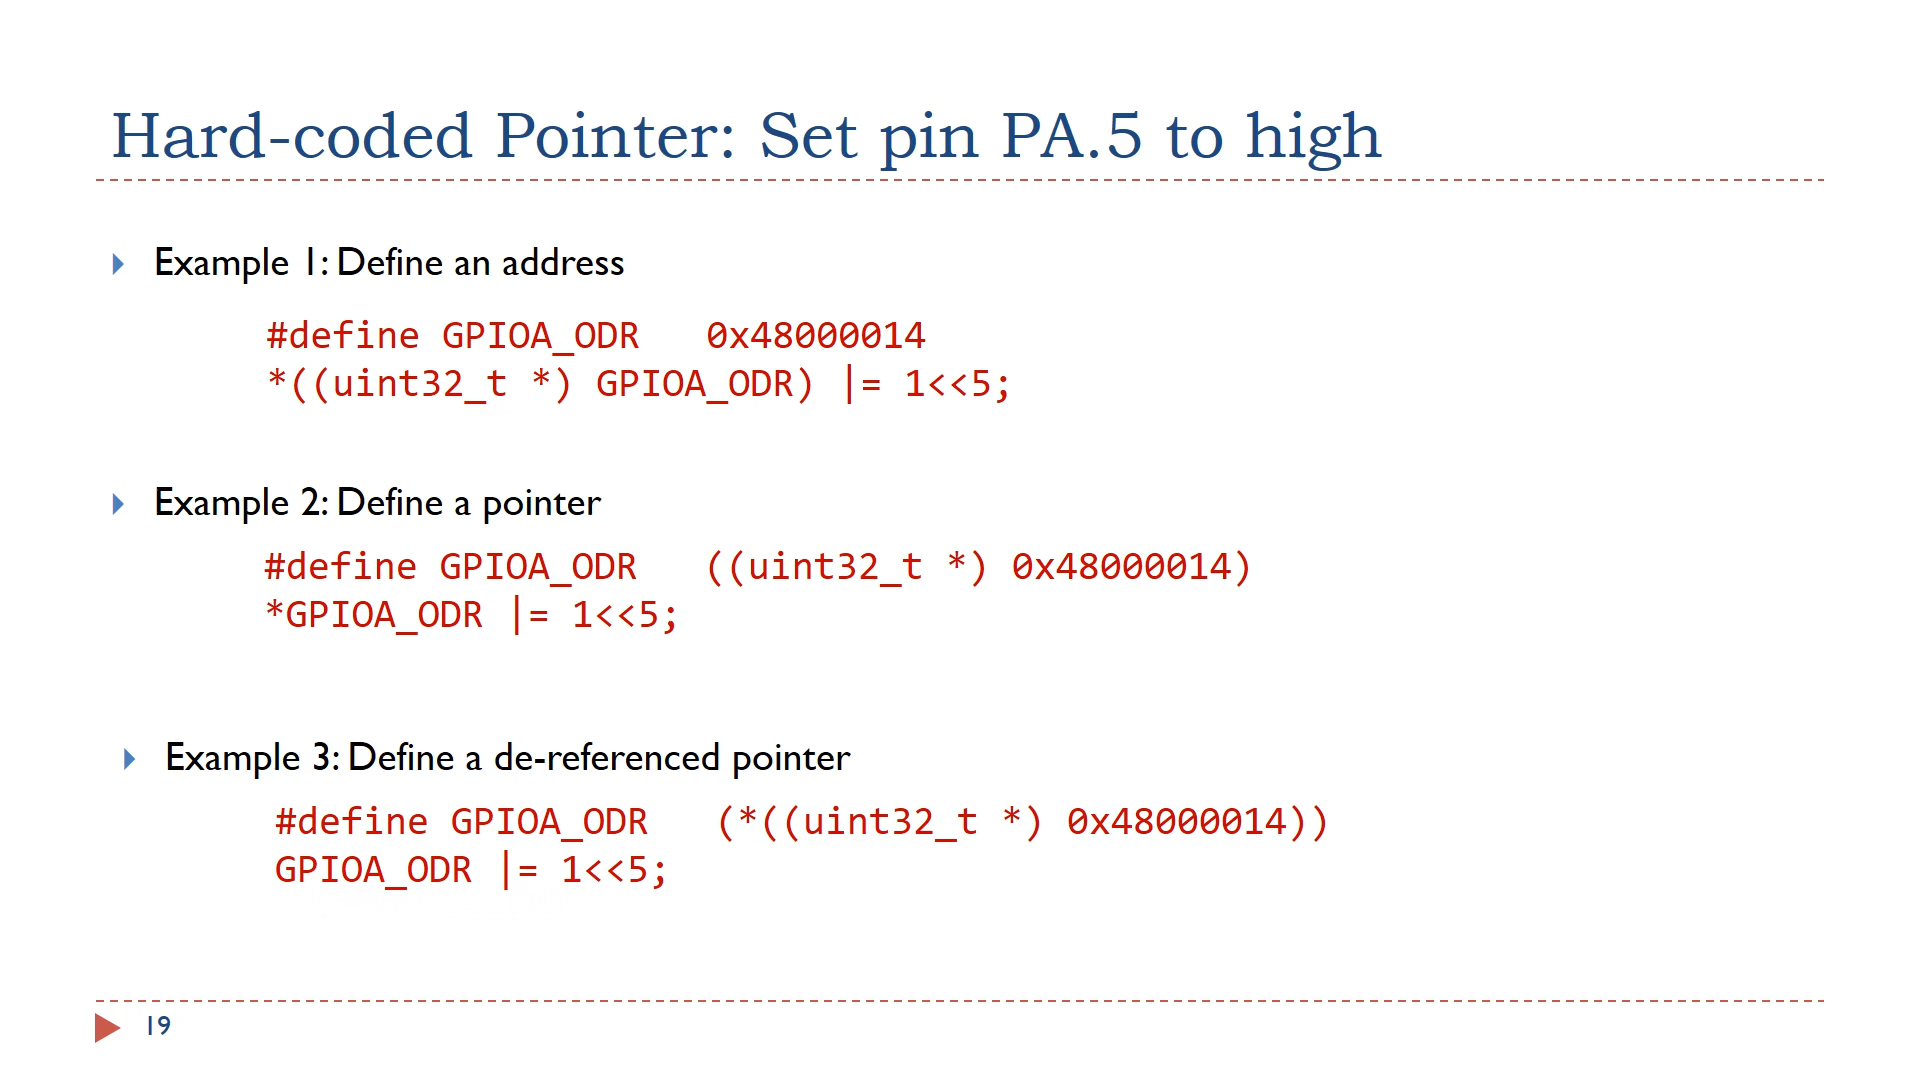 Hard-coded Pointer: Set pin PA.5 to high
Example 1: Define an address
#define GPIOA_ODR   0x48000014
*((uint32_t *) GPIOA_ODR) |= 1<<5;
Example 2: Define a pointer
#define GPIOA_ODR   ((uint32_t *) 0x48000014)
*GPIOA_ODR |= 1<<5;
Example 3: Define a de-referenced pointer
#define GPIOA_ODR   (*((uint32_t *) 0x48000014))
GPIOA_ODR |= 1<<5;
19